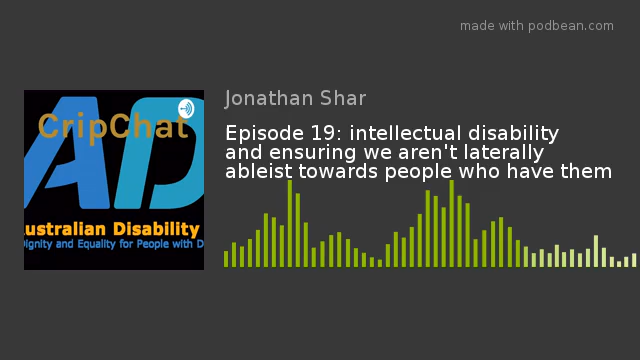 made with podbean.com
Jonathan Shar
Episode 19: intellectual disability
and ensuring we aren't laterally
ableist towards people who have them
AD
CripChat
ustralian Disability
ignity and Equality for People with D